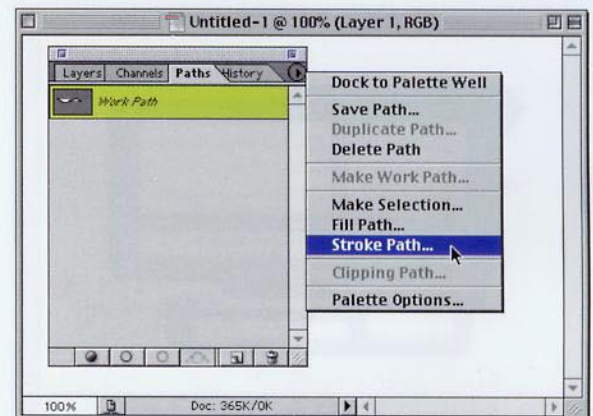 Untitled-1 @ 100% (Layer 1, RGB)
Layers Channels Paths History
Work Path
Dock to Palette Well
Save Path...
Duplicate Path...
Delete Path
Make Work Path...
Make Selection...
Fill Path...
Stroke Path...
Clipping Path...
Palette Options...
100% Doc: 365K/0K